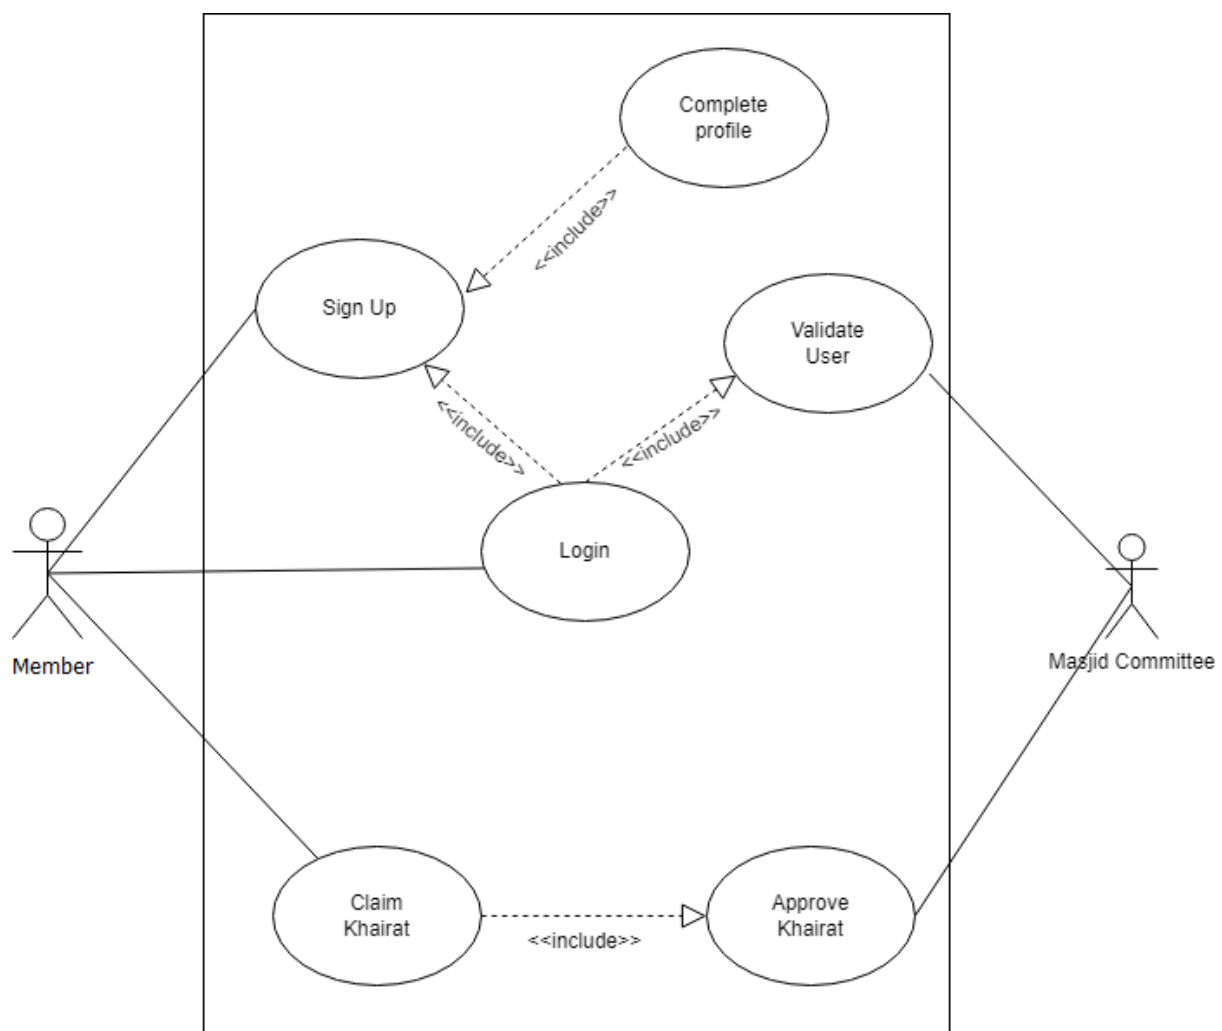 Complete
profile
<<include>>
Sign Up
Validate
User
<<include>>
<<include>>
Login
Member
Masjid Committee
Claim
Khairat
Approve
Khairat
<<include>>